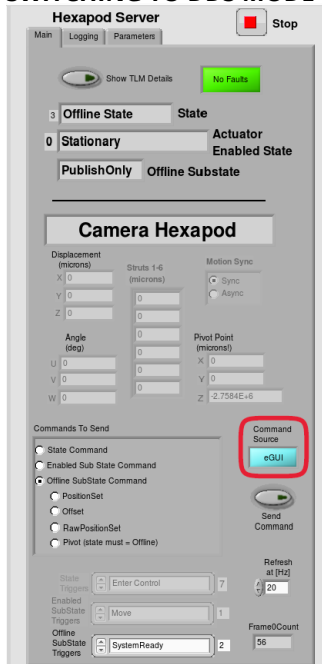 Hexapod Server
Stop
Main Logging Parameters
Show TLM Details
No Faults
3 Offline State State
0 Stationary Actuator Enabled State
PublishOnly Offline Substate
Camera Hexapod
Displacement
(microns)
X 0
Y 0
Z 0
Struts 1-6
(microns)
0
0
0
0
0
0
Motion Sync
Sync
Async
Angle
(deg)
U 0
V 0
W 0
Pivot Point
(microns!)
X 0
Y 0
Z -2.7584E+6
Commands To Send
State Command
Enabled Sub State Command
Offline SubState Command
PositionSet
Offset
RawPositionSet
Pivot (state must = Offline)
Command
Source
eGUI
Send
Command
State
Triggers Enter Control 7
Enabled
SubState
Triggers Move 1
Offline
SubState
Triggers SystemReady 2
Refresh
at [Hz]
20
Frame0Count
56